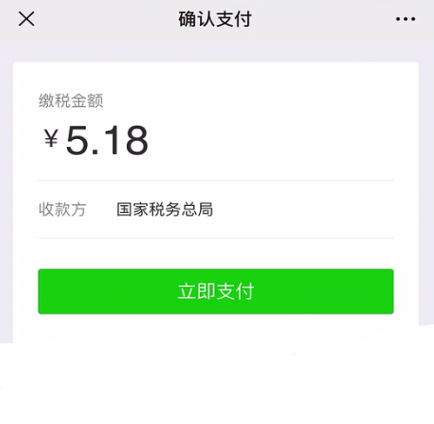 确认支付
缴税金额
¥5.18
收款方 国家税务总局
立即支付